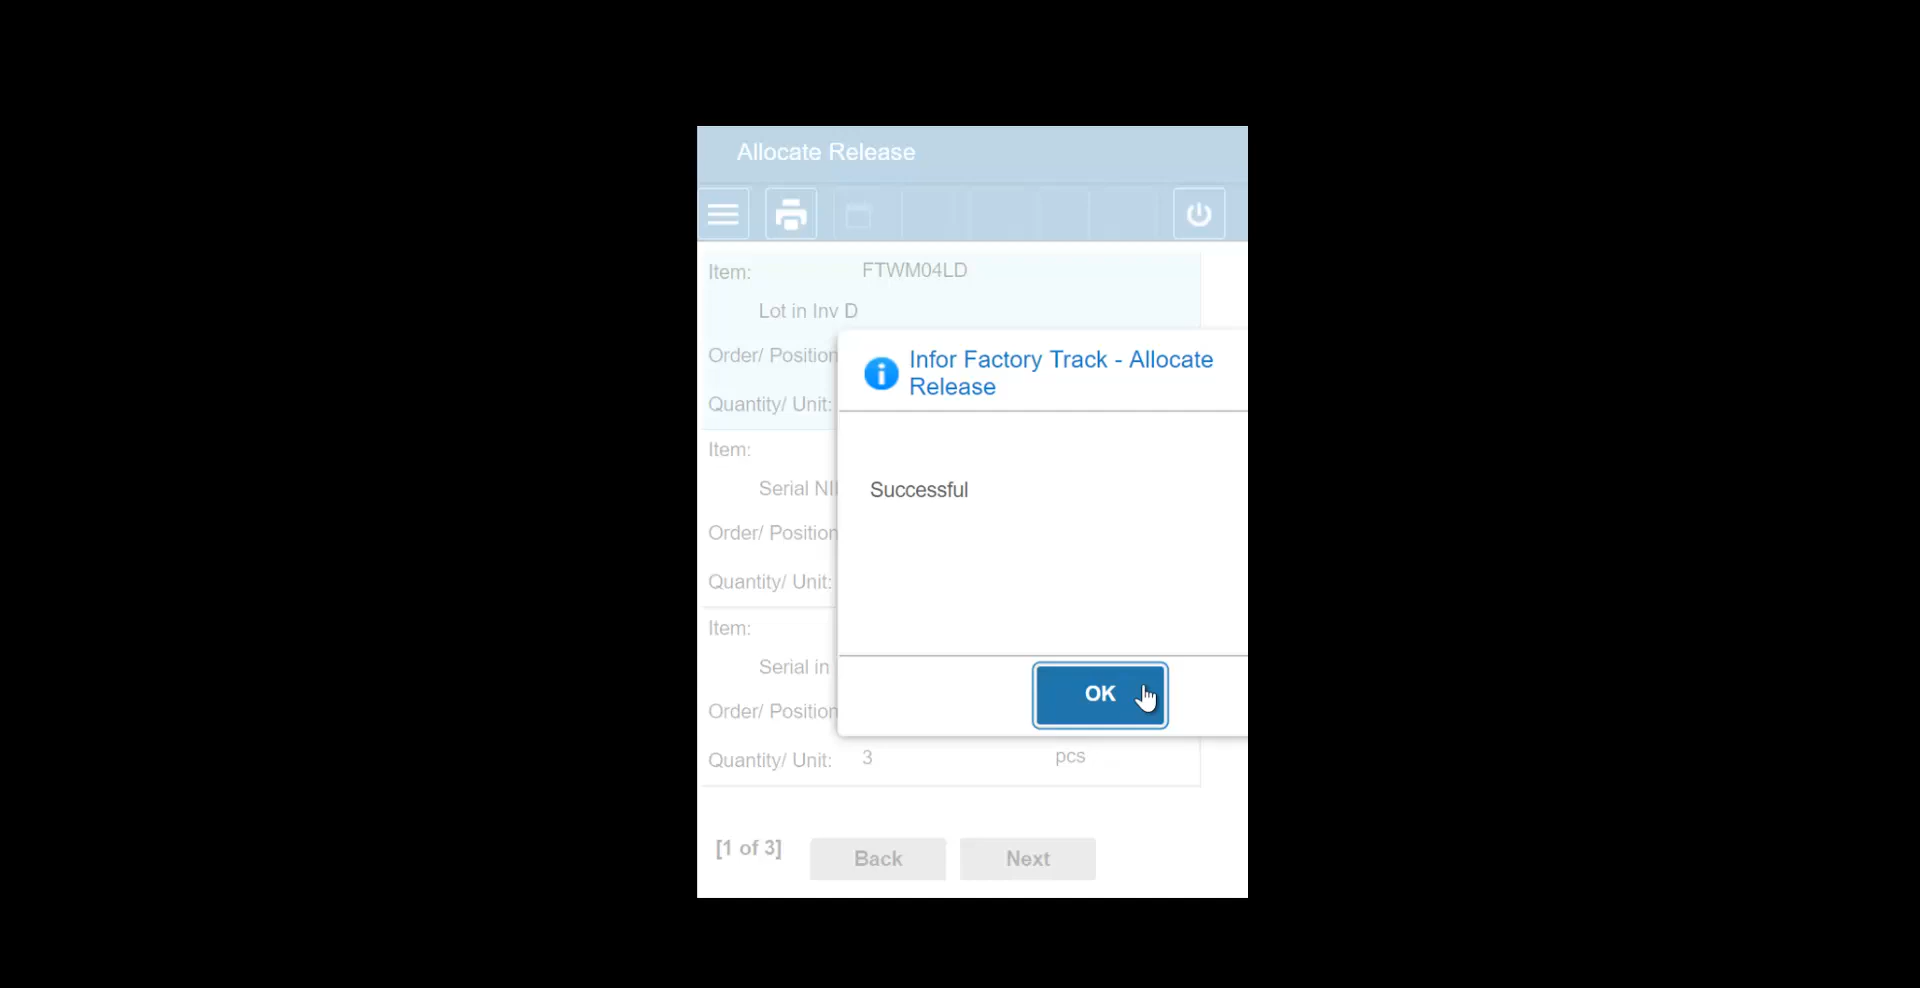 Allocate Release
Item: FTWM04LD
Lot in Inv D
Order/ Position
Quantity/ Unit:
Infor Factory Track - Allocate
Release
Item:
Serial NI
Successful
Order/ Position
Quantity/ Unit:
Item:
Serial in
OK
Order/ Position
Quantity/ Unit: 3 pcs
[1 of 3] Back Next